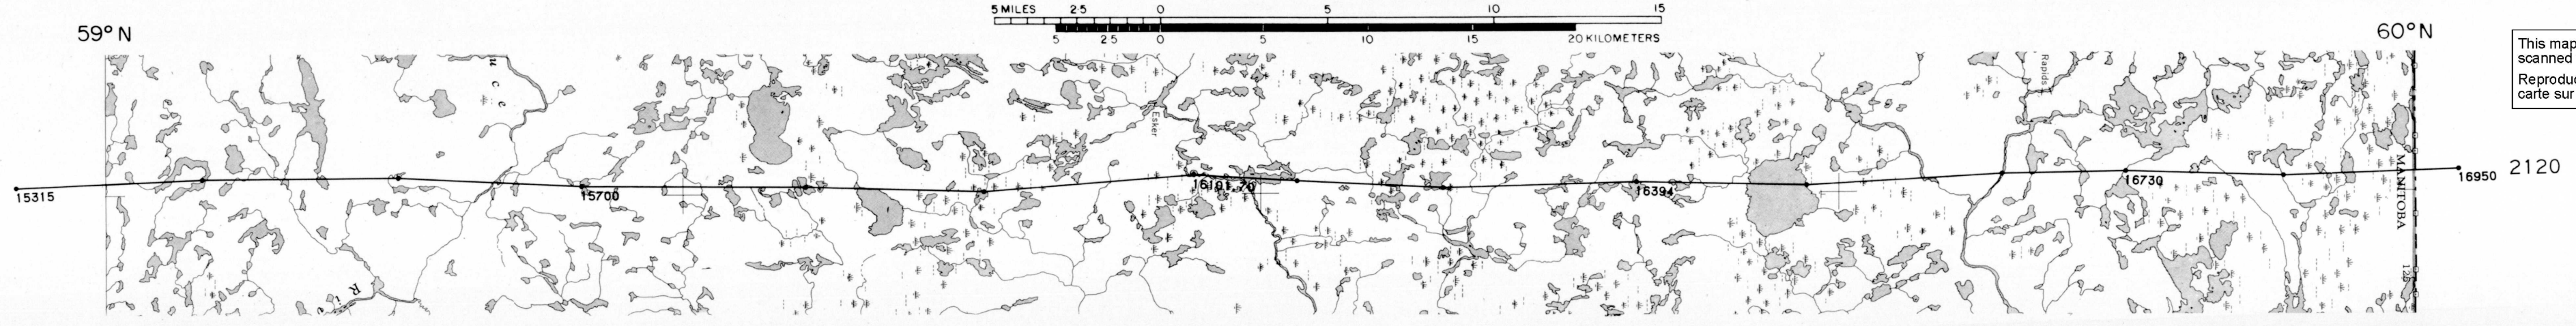 5 MILES 2.5 0 5 10 15
5 2.5 0 5 10 15 20 KILOMETERS
59° N
60° N
This map
scanned
Reproduc
carte sur
Rapids
Esker
R i
15315
15700
16101.70
16394
16730
16950
2120
MANITOBA